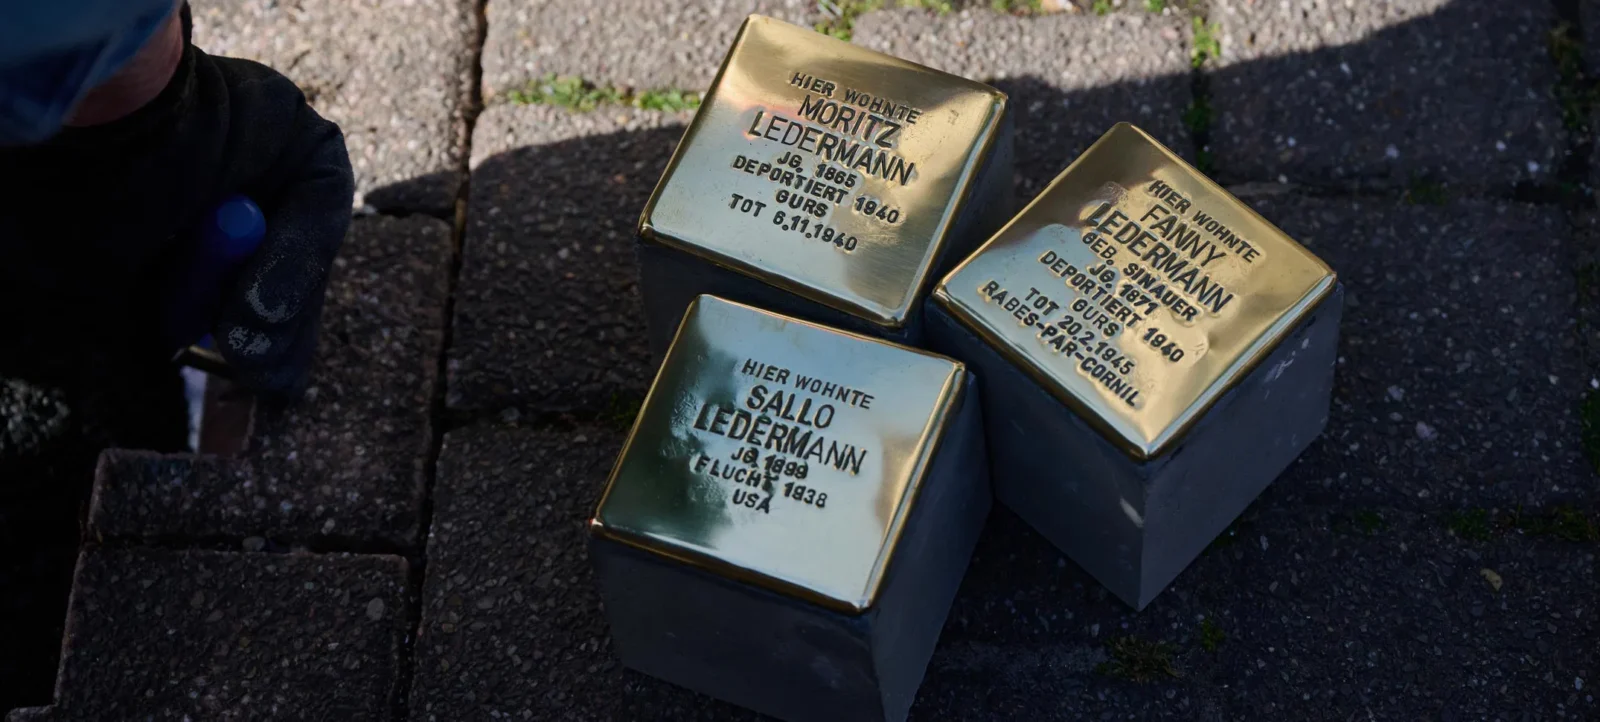 HIER WOHNTE
MORITZ
LEDERMANN
JG. 1865
DEPORTIERT 1940
GURS
TOT 6.11.1940
HIER WOHNTE
FANNY
LEDERMANN
GEB. SINAUER
JG. 1871
DEPORTIERT 1940
GURS
TOT 20.2.1945
RABES-PAR-CORNIL
HIER WOHNTE
SALLO
LEDERMANN
JG. 1899
FLUCHT 1938
USA